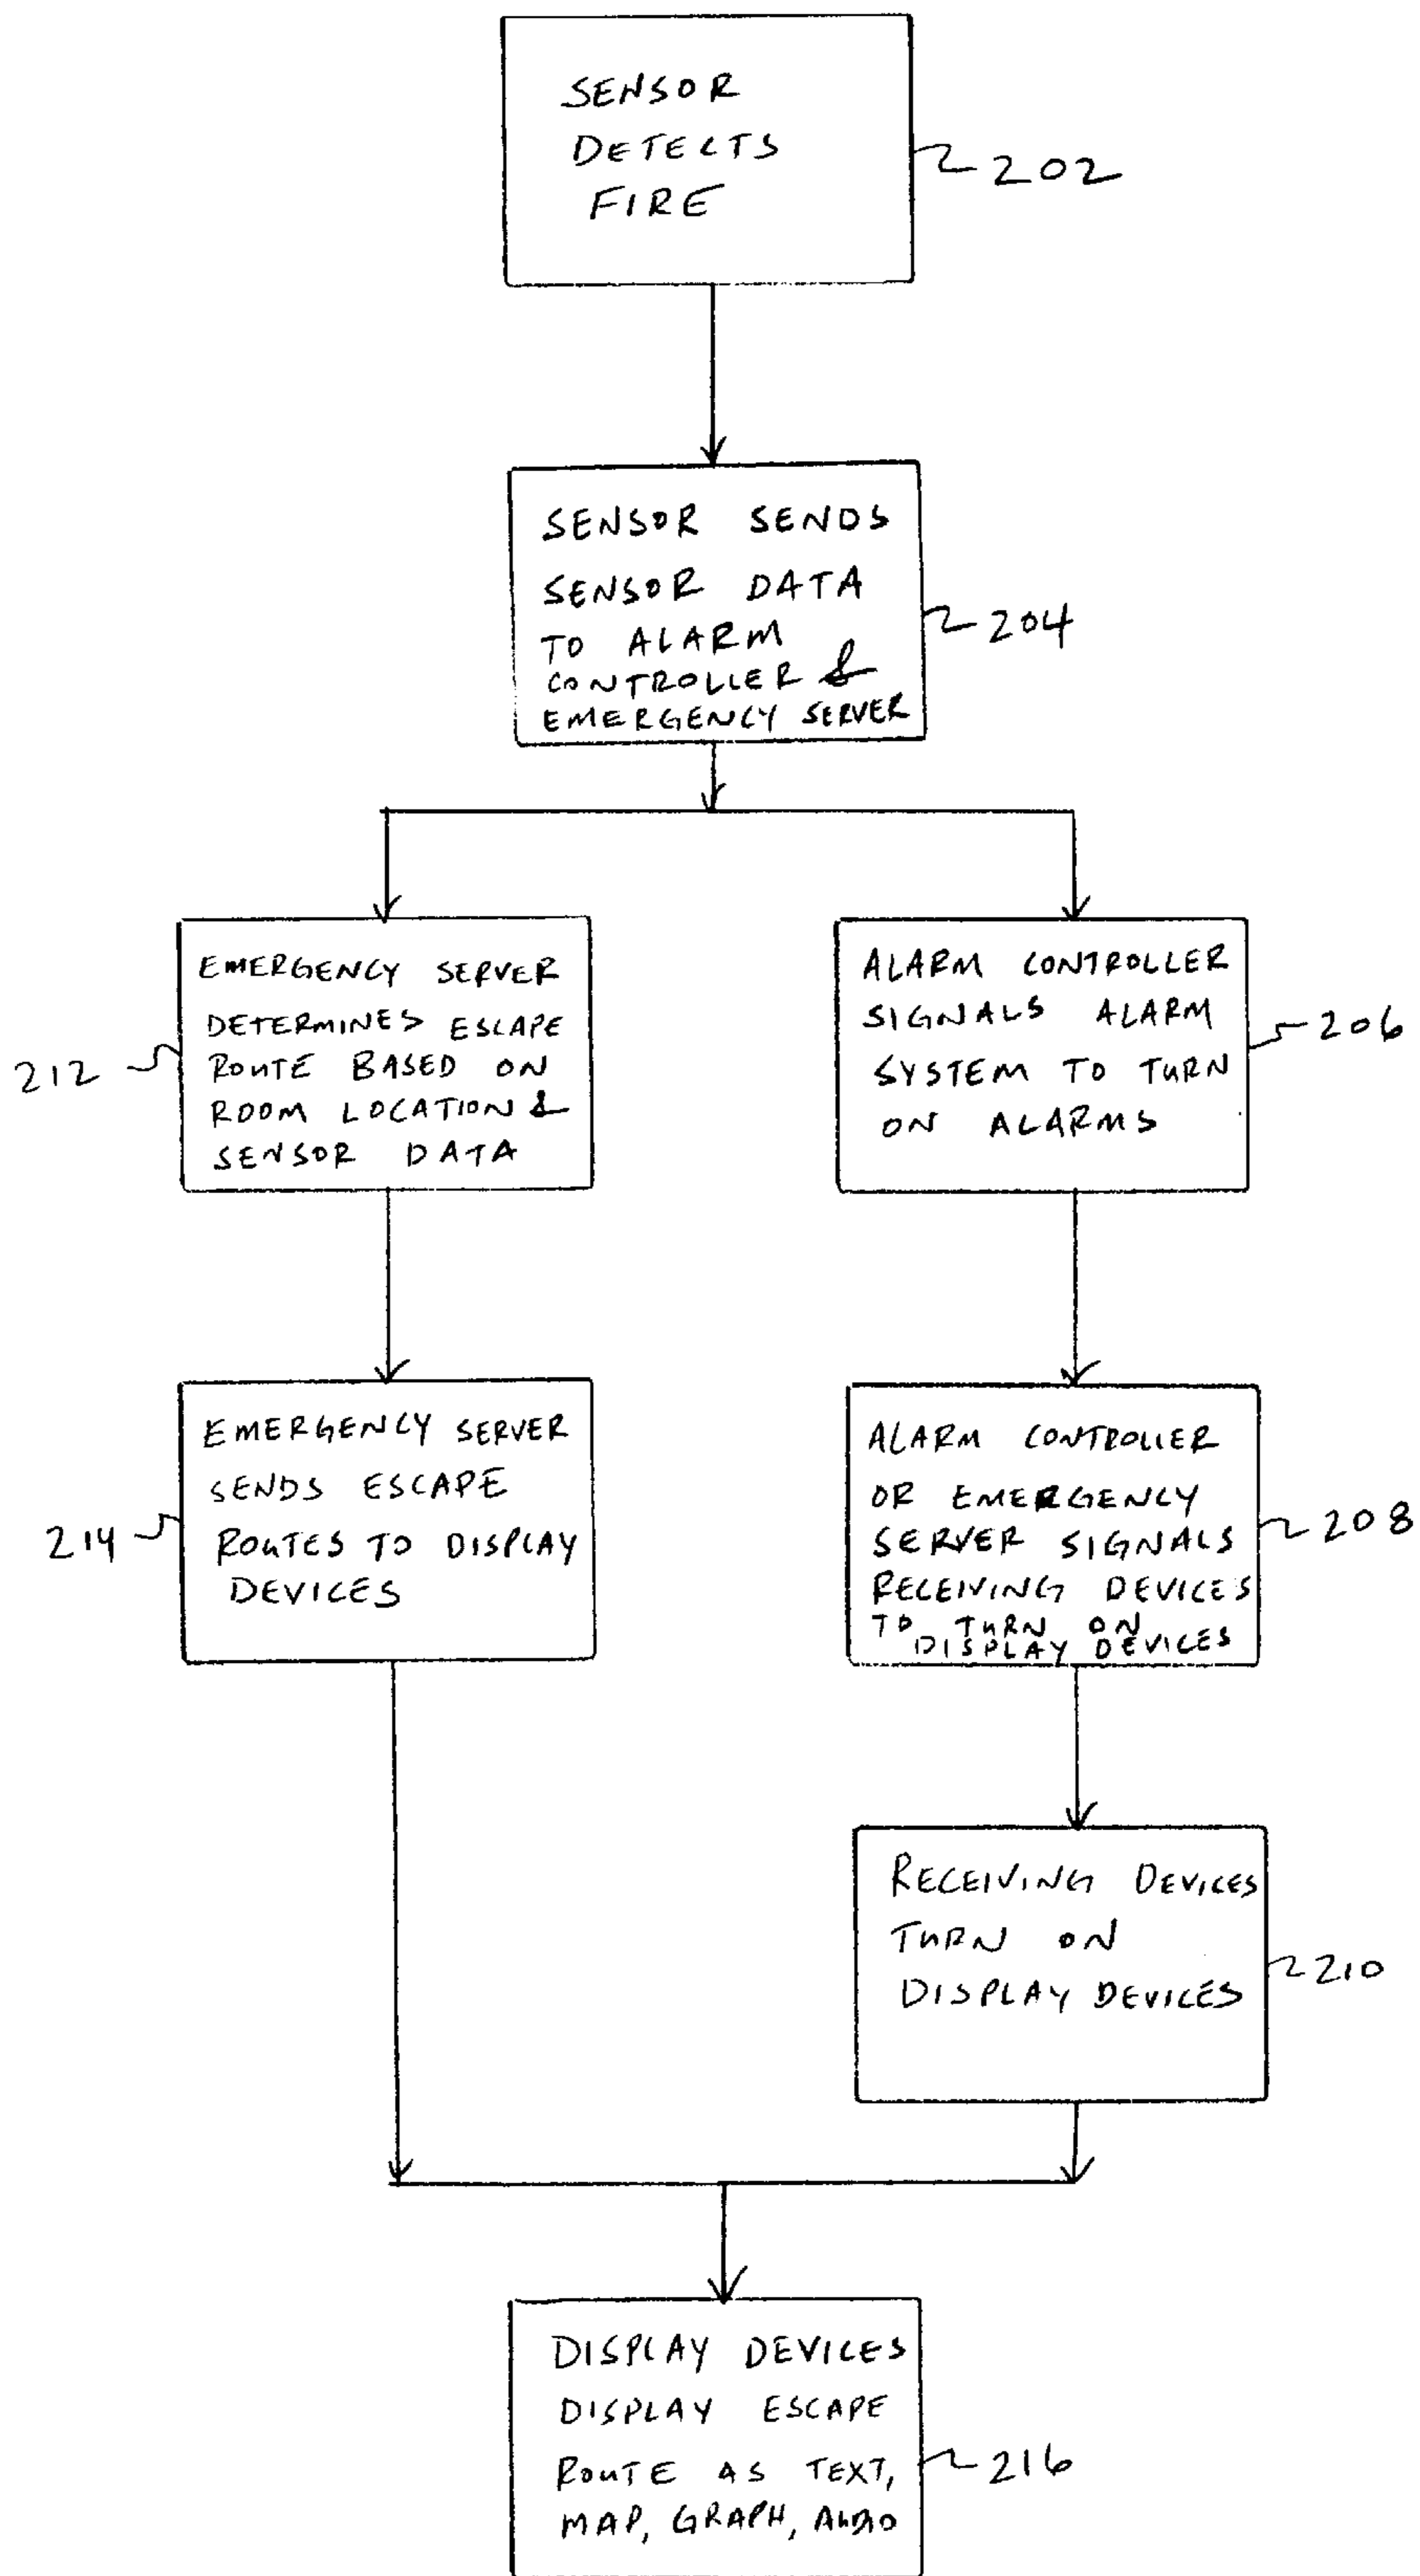 SENSOR
DETECTS
FIRE
202
SENSOR SENDS
SENSOR DATA
TO ALARM
CONTROLLER &
EMERGENCY SERVER
204
EMERGENCY SERVER
DETERMINES ESCAPE
ROUTE BASED ON
ROOM LOCATION &
SENSOR DATA
212
ALARM CONTROLLER
SIGNALS ALARM
SYSTEM TO TURN
ON ALARMS
206
EMERGENCY SERVER
SENDS ESCAPE
ROUTES TO DISPLAY
DEVICES
214
ALARM CONTROLLER
OR EMERGENCY
SERVER SIGNALS
RECEIVING DEVICES
TO TURN ON
DISPLAY DEVICES
208
RECEIVING DEVICES
TURN ON
DISPLAY DEVICES
210
DISPLAY DEVICES
DISPLAY ESCAPE
ROUTE AS TEXT,
MAP, GRAPH, AUDIO
216